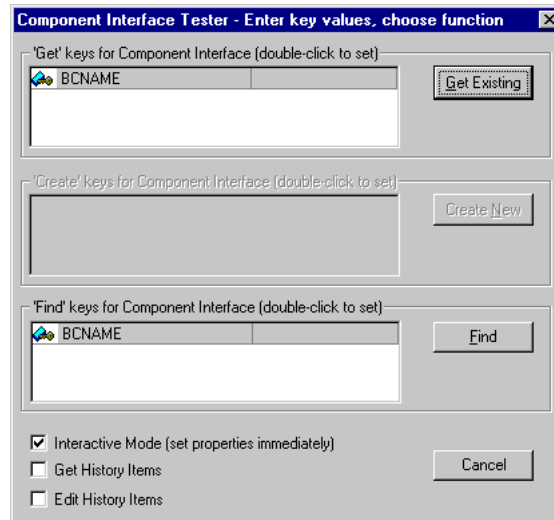 Component Interface Tester - Enter key values, choose function
'Get' keys for Component Interface (double-click to set)
BCNAME
Get Existing
'Create' keys for Component Interface (double-click to set)
Create New
'Find' keys for Component Interface (double-click to set)
BCNAME
Find
Interactive Mode (set properties immediately)
Get History Items
Cancel
Edit History Items